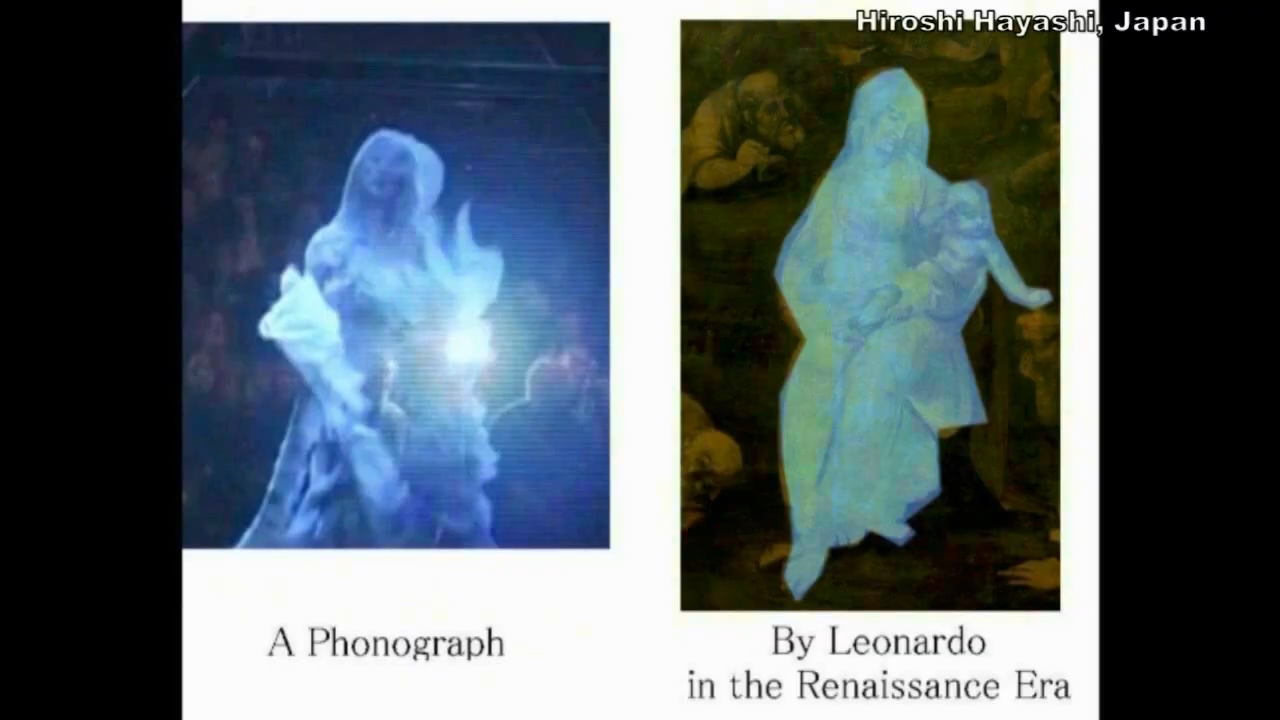 Hiroshi Hayashi, Japan
A Phonograph
By Leonardo
in the Renaissance Era